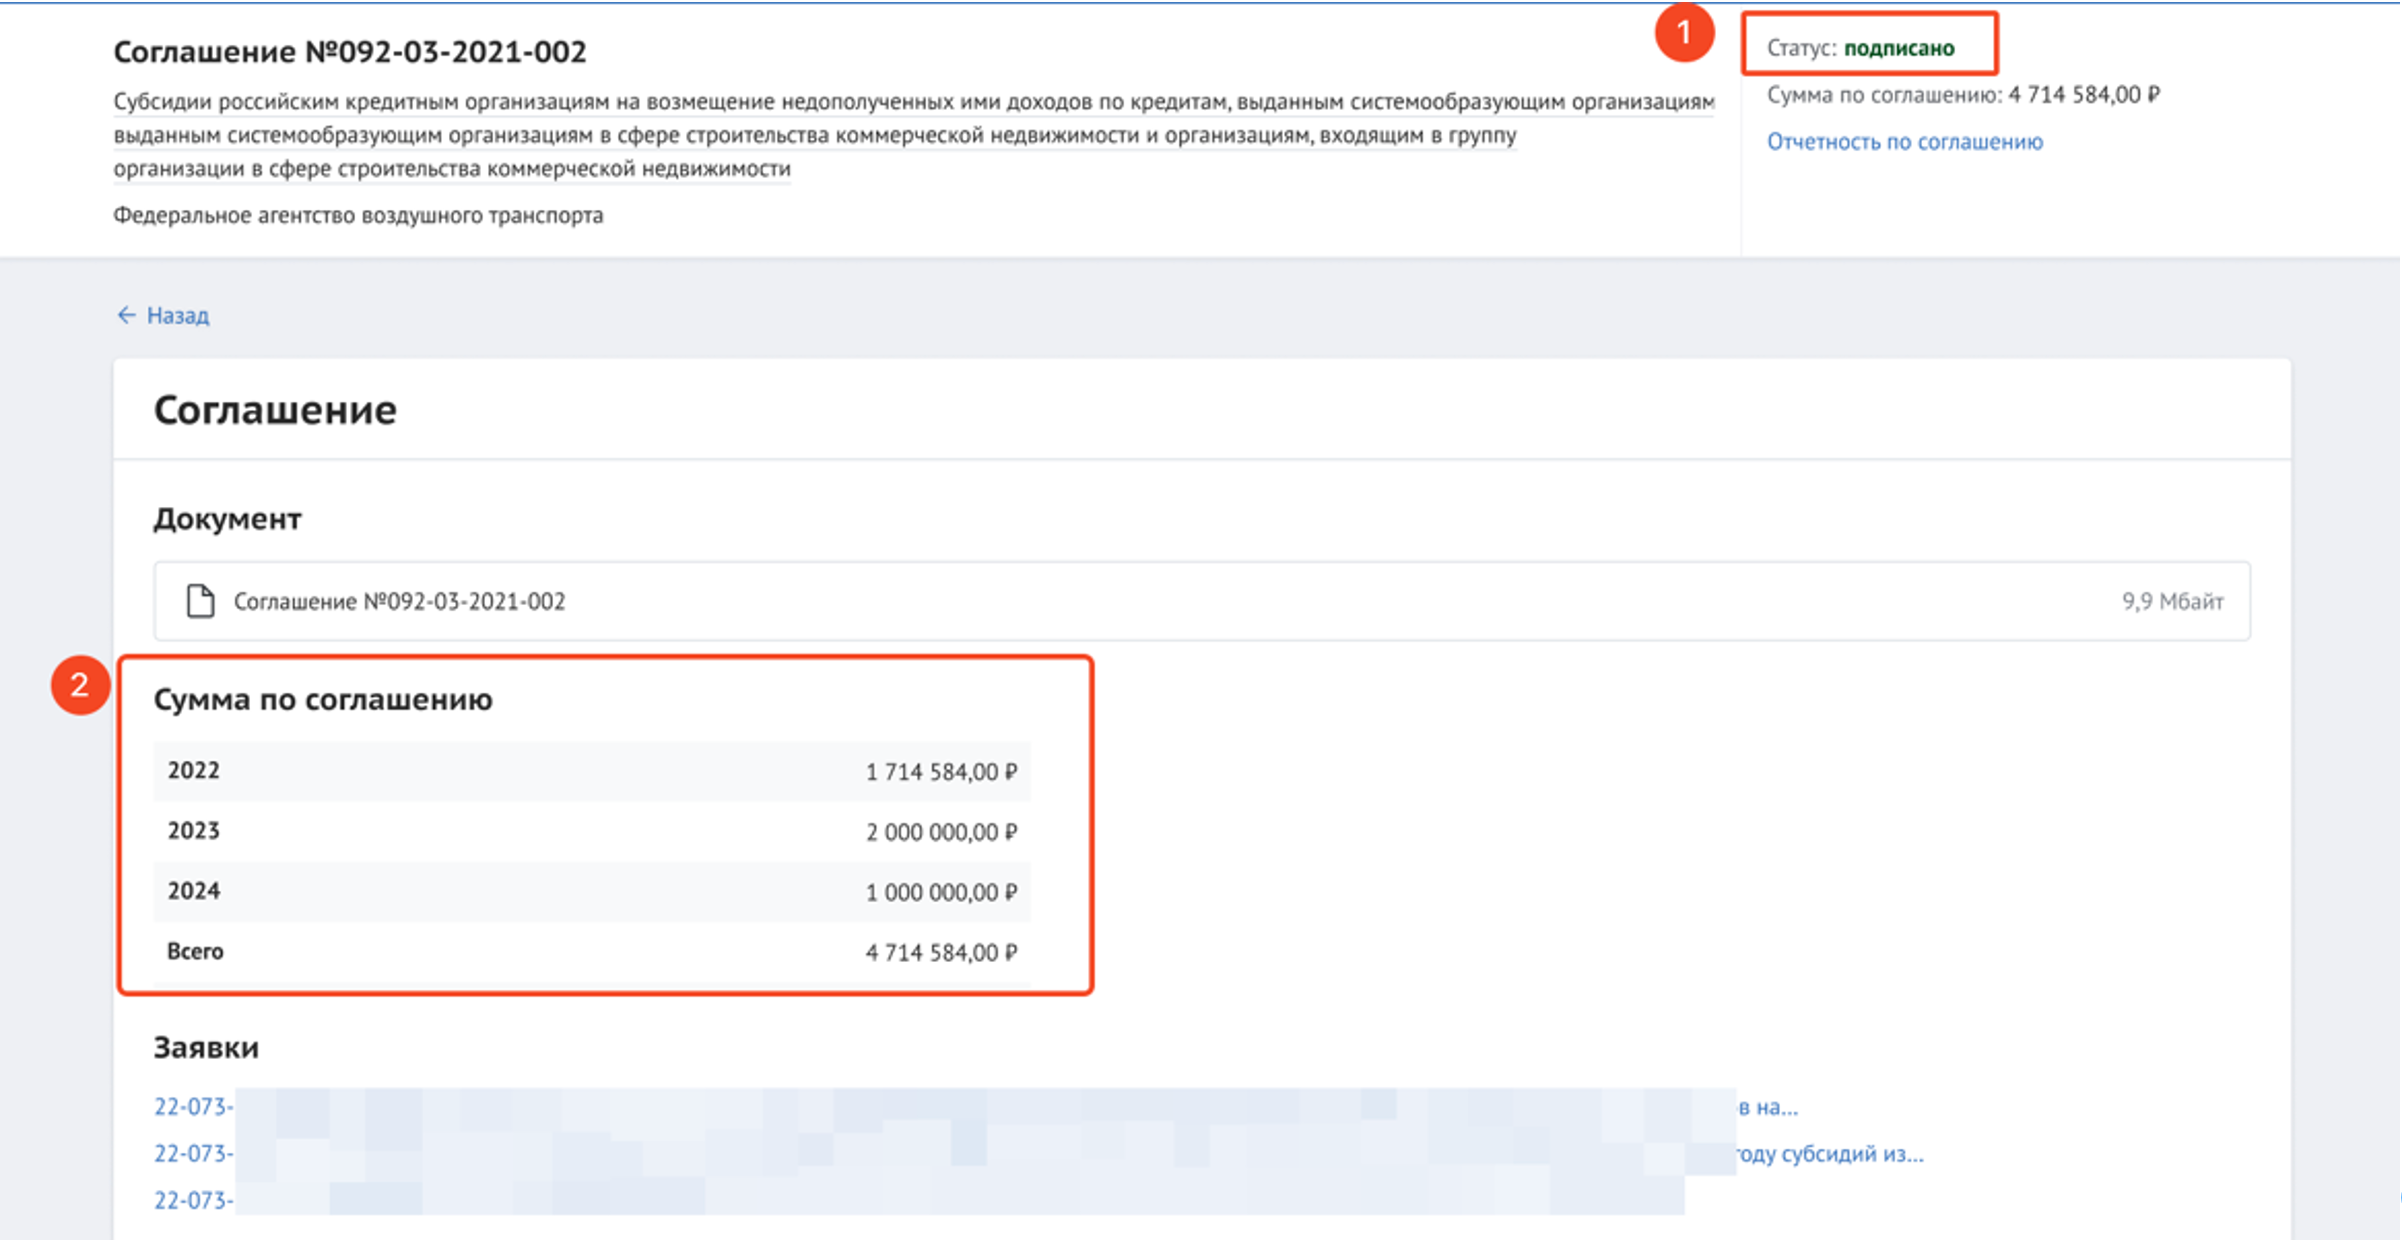 Соглашение №092-03-2021-002
1
Статус: подписано
Субсидии российским кредитным организациям на возмещение недополученных ими доходов по кредитам, выданным системообразующим организациям
выданным системообразующим организациям в сфере строительства коммерческой недвижимости и организациям, входящим в группу
организации в сфере строительства коммерческой недвижимости
Сумма по соглашению: 4 714 584,00 ₽
Отчетность по соглашению
Федеральное агентство воздушного транспорта
← Назад
Соглашение
Документ
Соглашение №092-03-2021-002 9,9 Мбайт
2
Сумма по соглашению
2022 1 714 584,00 ₽
2023 2 000 000,00 ₽
2024 1 000 000,00 ₽
Всего 4 714 584,00 ₽
Заявки
22-073- в на...
22-073- году субсидий из...
22-073-